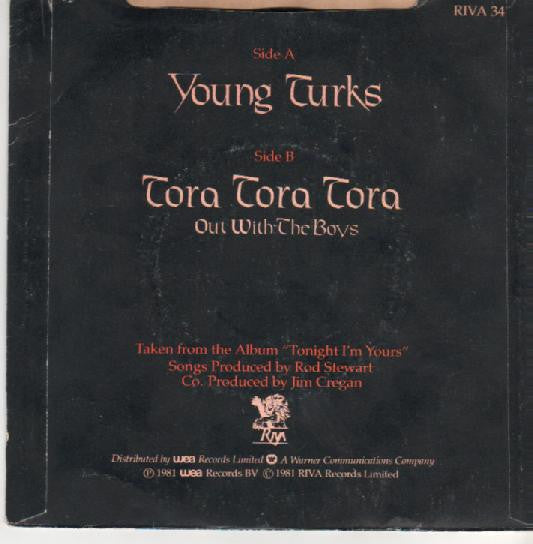 RIVA 34
Side A
Young Turks
Side B
Tora Tora Tora
Out With The Boys
Taken from the Album "Tonight I'm Yours"
Songs Produced by Rod Stewart
Co. Produced by Jim Cregan
Riva
Distributed by wea Records Limited W A Warner Communications Company
Ⓟ 1981 wea Records BV © 1981 RIVA Records Limited